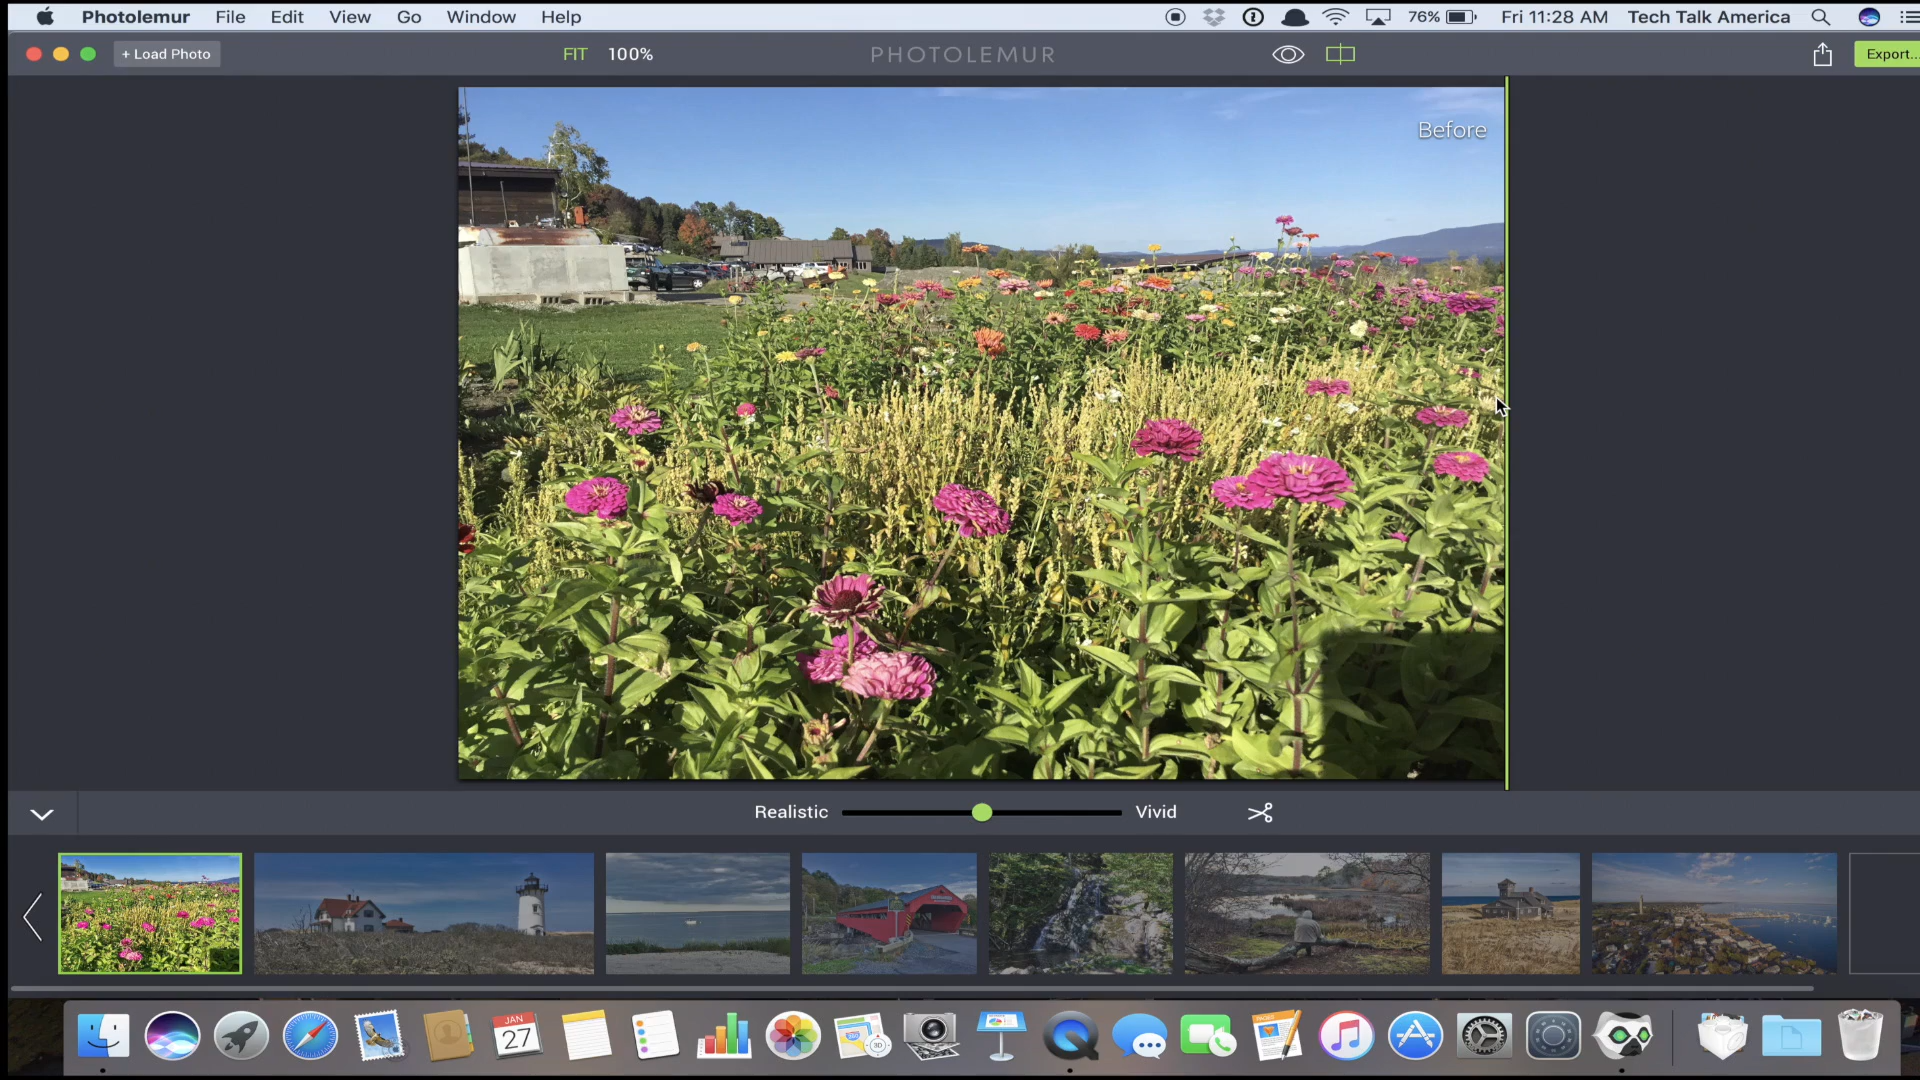 Photolemur File Edit View Go Window Help 76% Fri 11:28 AM Tech Talk America
+ Load Photo FIT 100% PHOTOLEMUR Export...
Before
Realistic Vivid
JAN
27